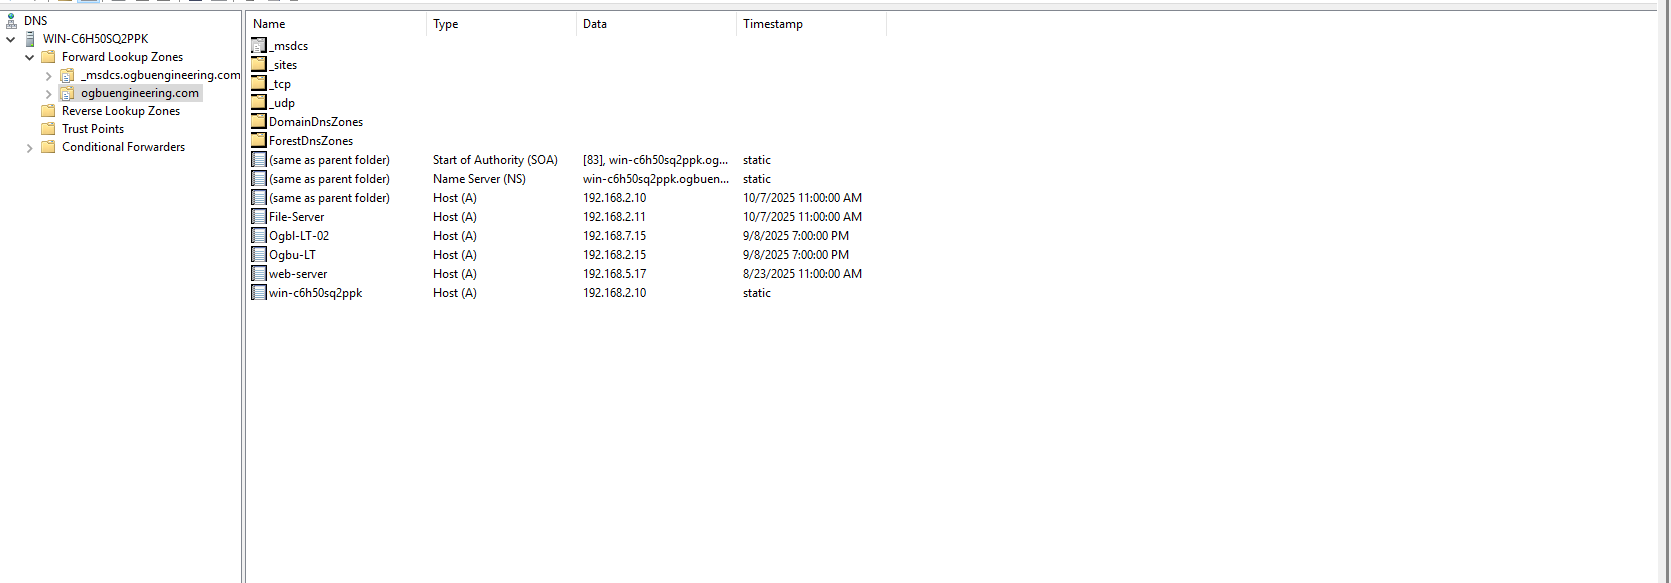 DNS
WIN-C6H50SQ2PPK
Forward Lookup Zones
_msdcs.ogbuengineering.com
ogbuengineering.com
Reverse Lookup Zones
Trust Points
Conditional Forwarders
Name Type Data Timestamp
_msdcs
_sites
_tcp
_udp
DomainDnsZones
ForestDnsZones
(same as parent folder) Start of Authority (SOA) [83], win-c6h50sq2ppk.og... static
(same as parent folder) Name Server (NS) win-c6h50sq2ppk.ogbuen... static
(same as parent folder) Host (A) 192.168.2.10 10/7/2025 11:00:00 AM
File-Server Host (A) 192.168.2.11 10/7/2025 11:00:00 AM
Ogbl-LT-02 Host (A) 192.168.7.15 9/8/2025 7:00:00 PM
Ogbu-LT Host (A) 192.168.2.15 9/8/2025 7:00:00 PM
web-server Host (A) 192.168.5.17 8/23/2025 11:00:00 AM
win-c6h50sq2ppk Host (A) 192.168.2.10 static